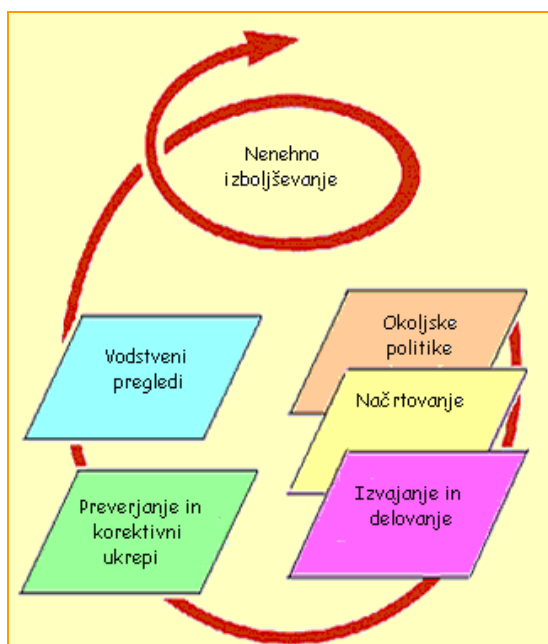 Nenehno
izboljševanje
Okoljske
politike
Načrtovanje
Izvajanje in
delovanje
Preverjanje in
korektivni
ukrepi
Vodstveni
pregledi